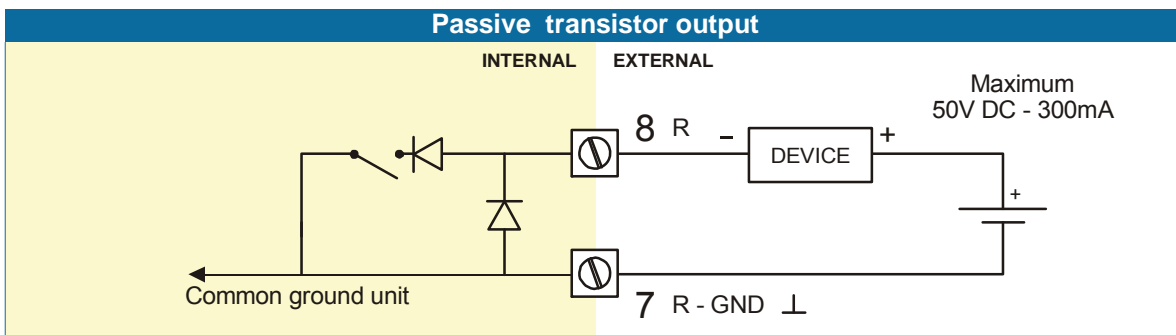 Passive transistor output
INTERNAL EXTERNAL
Maximum
50V DC - 300mA
8 R - DEVICE +
+
Common ground unit
7 R - GND ⊥